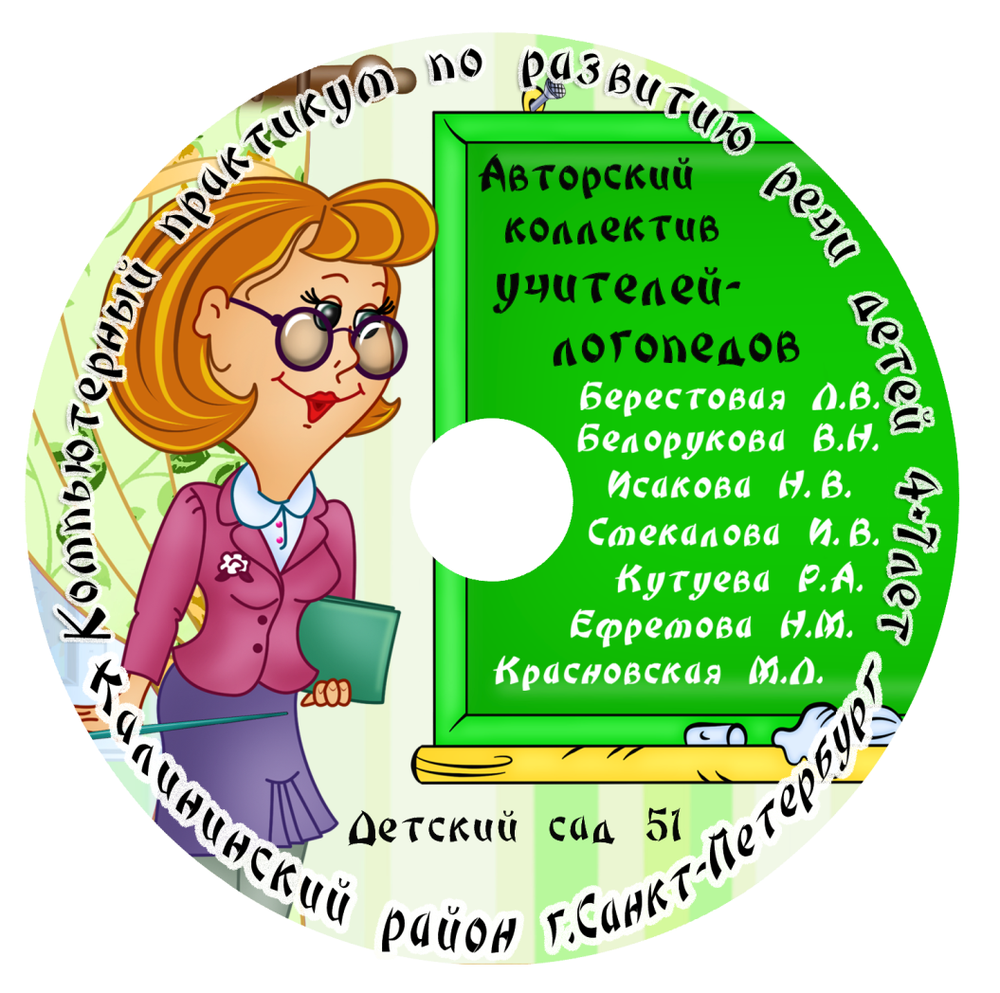 Компьютерный практикум по развитию речи детей 4-7лет
Авторский
коллектив
учителей-
логопедов
Берестовая Л.В.
Белорукова В.Н.
Исакова Н.В.
Смекалова И.В.
Кутуева Р.А.
Ефремова Н.М.
Красновская М.Л.
Детский сад 51
Калининский район г.Санкт-Петербург